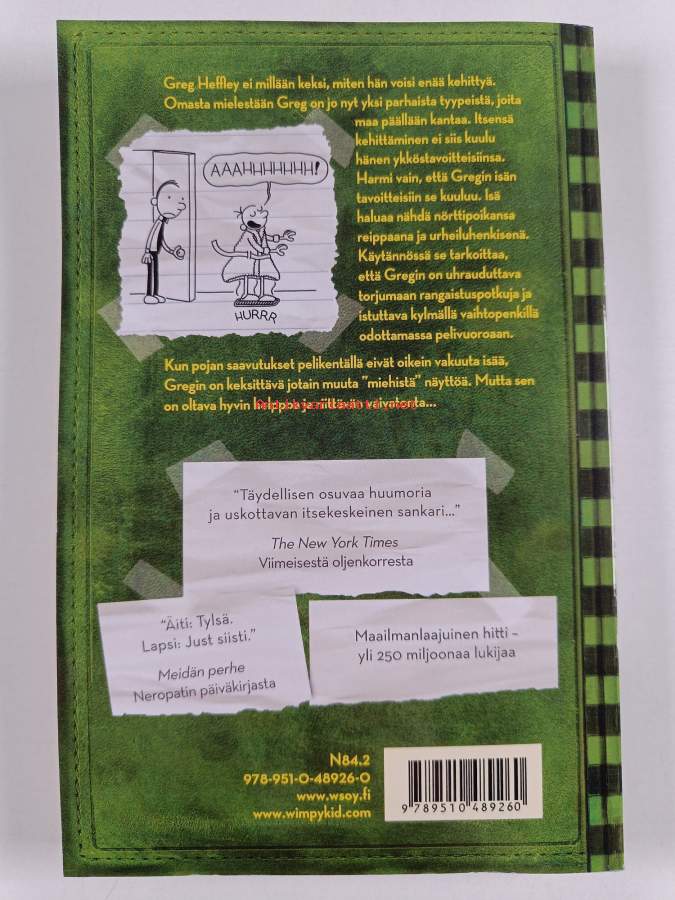 Greg Heffley ei millään keksi, miten hän voisi enää kehittyä.
Omasta mielestään Greg on jo nyt yksi parhaista tyypeistä, joita
maa päällään kantaa. Itsensä
kehittäminen ei siis kuulu
hänen ykköstavoitteisiinsa.
Harmi vain, että Gregin isän
tavoitteisiin se kuuluu. Isä
haluaa nähdä nörttipoikansa
reippaana ja urheiluhenkisenä.
Käytännössä se tarkoittaa,
että Gregin on uhrauduttava
torjumaan rangaistuspotkuja ja
istuttava kylmällä vaihtopenkillä
odottamassa pelivuoroaan.
AAAHHHHHHH!
HURRR
Kun pojan saavutukset pelikentällä eivät oikein vakuuta isää,
Gregin on keksittävä jotain muuta ”miehistä” näyttöä. Mutta sen
on oltava hyvin helppoa ja riittävän vaivatonta...
“Täydellisen osuvaa huumoria
ja uskottavan itsekeskeinen sankari...”
The New York Times
Viimeisestä oljenkorresta
“Äiti: Tylsä.
Lapsi: Just siisti.”
Meidän perhe
Neropatin päiväkirjasta
Maailmanlaajuinen hitti –
yli 250 miljoonaa lukijaa
N84.2
978-951-0-48926-0
www.wsoy.fi
www.wimpykid.com
9 789510 489260